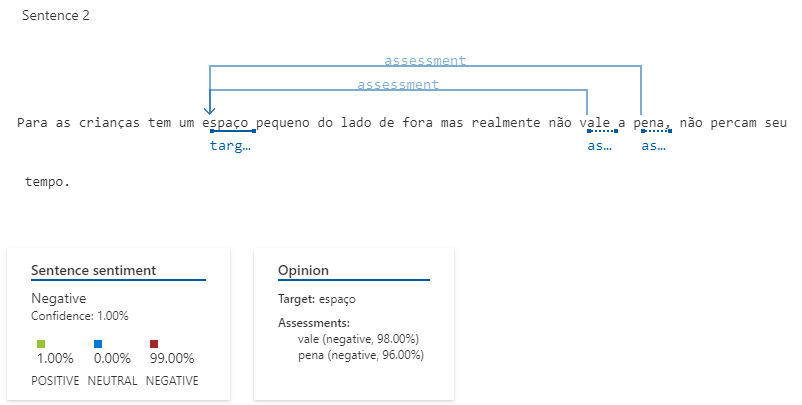 Sentence 2
assessment
assessment
Para as crianças tem um espaço pequeno do lado de fora mas realmente não vale a pena, não percam seu
targ… as… as…
tempo.
Sentence sentiment
Negative
Confidence: 1.00%
1.00% 0.00% 99.00%
POSITIVE NEUTRAL NEGATIVE
Opinion
Target: espaço
Assessments:
vale (negative, 98.00%)
pena (negative, 96.00%)